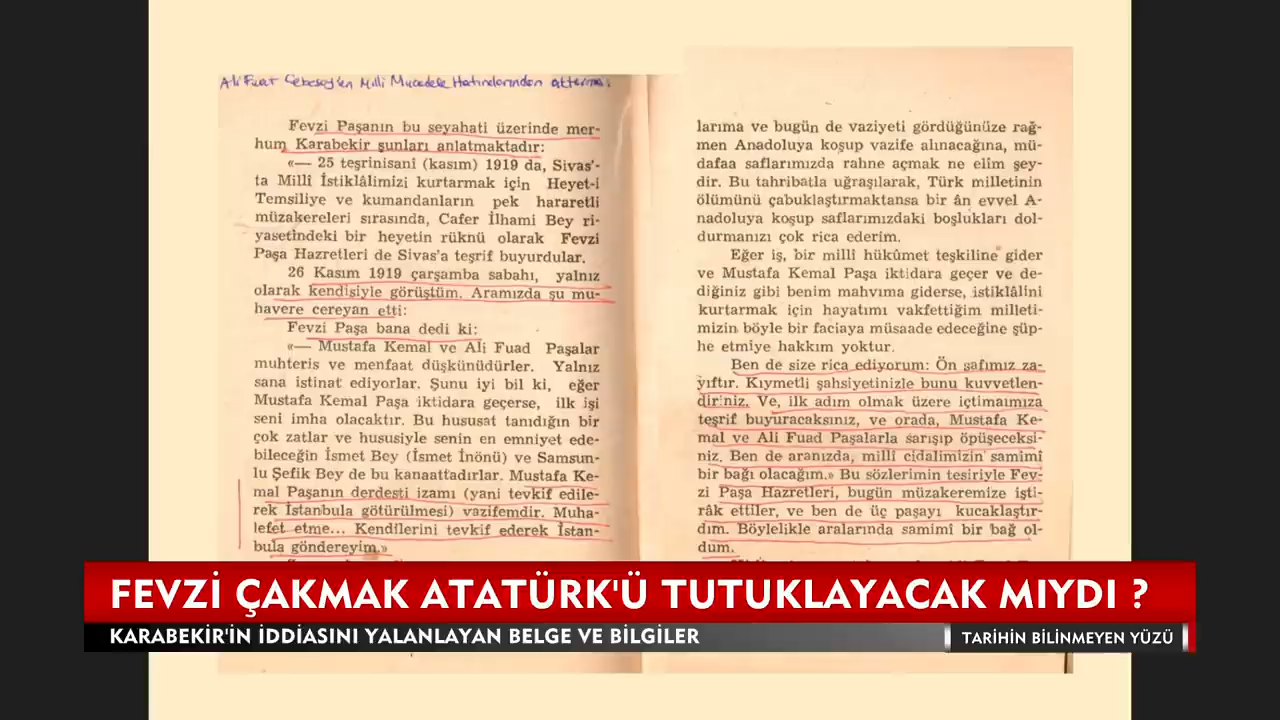 Ali Fuat Cebesoy'en Milli Mucadele Hatıralarından aktarma:
Fevzi Paşanın bu seyahati üzerinde mer-
hum Karabekir şunları anlatmaktadır:
«— 25 teşrinisani (kasım) 1919 da, Sivas'-
ta Millî İstiklâlimizi kurtarmak için Heyet-i
Temsiliye ve kumandanların pek hararetli
müzakereleri sırasında, Cafer İlhami Bey ri-
yasetindeki bir heyetin rüknü olarak Fevzi
Paşa Hazretleri de Sivas'a teşrif buyurdular.
26 Kasım 1919 çarşamba sabahı, yalnız
olarak kendisiyle görüştüm. Aramızda şu mu-
havere cereyan etti:
Fevzi Paşa bana dedi ki:
«— Mustafa Kemal ve Ali Fuad Paşalar
muhteris ve menfaat düşkünüdürler. Yalnız
sana istinat ediyorlar. Şunu iyi bil ki, eğer
Mustafa Kemal Paşa iktidara geçerse, ilk işi
seni imha olacaktır. Bu hususat tanıdığın bir
çok zatlar ve hususiyle senin en emniyet ede-
bileceğin İsmet Bey (İsmet İnönü) ve Samsun-
lu Şefik Bey de bu kanaattadırlar. Mustafa Ke-
mal Paşanın derdesti izamı (yani tevkif edile-
rek İstanbula götürülmesi) vazifemdir. Muha-
lefet etme... Kendilerini tevkif ederek İstan-
bula göndereyim.»
larıma ve bugün de vaziyeti gördüğünüze rağ-
men Anadoluya koşup vazife alınacağına, mü-
dafaa saflarımızda rahne açmak ne elim şey-
dir. Bu tahribatla uğraşılarak, Türk milletinin
ölümünü çabuklaştırmaktansa bir ân evvel A-
nadoluya koşup saflarımızdaki boşlukları dol-
durmanızı çok rica ederim.
Eğer iş, bir millî hükûmet teşkiline gider
ve Mustafa Kemal Paşa iktidara geçer ve de-
diğiniz gibi benim mahvıma giderse, istiklâlini
kurtarmak için hayatımı vakfettiğim milleti-
mizin böyle bir faciaya müsaade edeceğine şüp-
he etmiye hakkım yoktur.
Ben de size rica ediyorum: Ön safımız za-
yıftır. Kıymetli şahsiyetinizle bunu kuvvetlen-
diriniz. Ve, ilk adım olmak üzere içtimaımıza
teşrif buyuracaksınız, ve orada, Mustafa Ke-
mal ve Ali Fuad Paşalarla sarışıp öpüşeceksi-
niz. Ben de aranızda, millî cidalimizin samimî
bir bağı olacağım.» Bu sözlerimin tesiriyle Fev-
zi Paşa Hazretleri, bugün müzakeremize işti-
râk ettiler, ve ben de üç paşayı kucaklaştır-
dım. Böylelikle aralarında samimî bir bağ ol-
dum.
FEVZİ ÇAKMAK ATATÜRK'Ü TUTUKLAYACAK MIYDI ?
KARABEKİR'İN İDDİASINI YALANLAYAN BELGE VE BİLGİLER
TARİHİN BİLİNMEYEN YÜZÜ